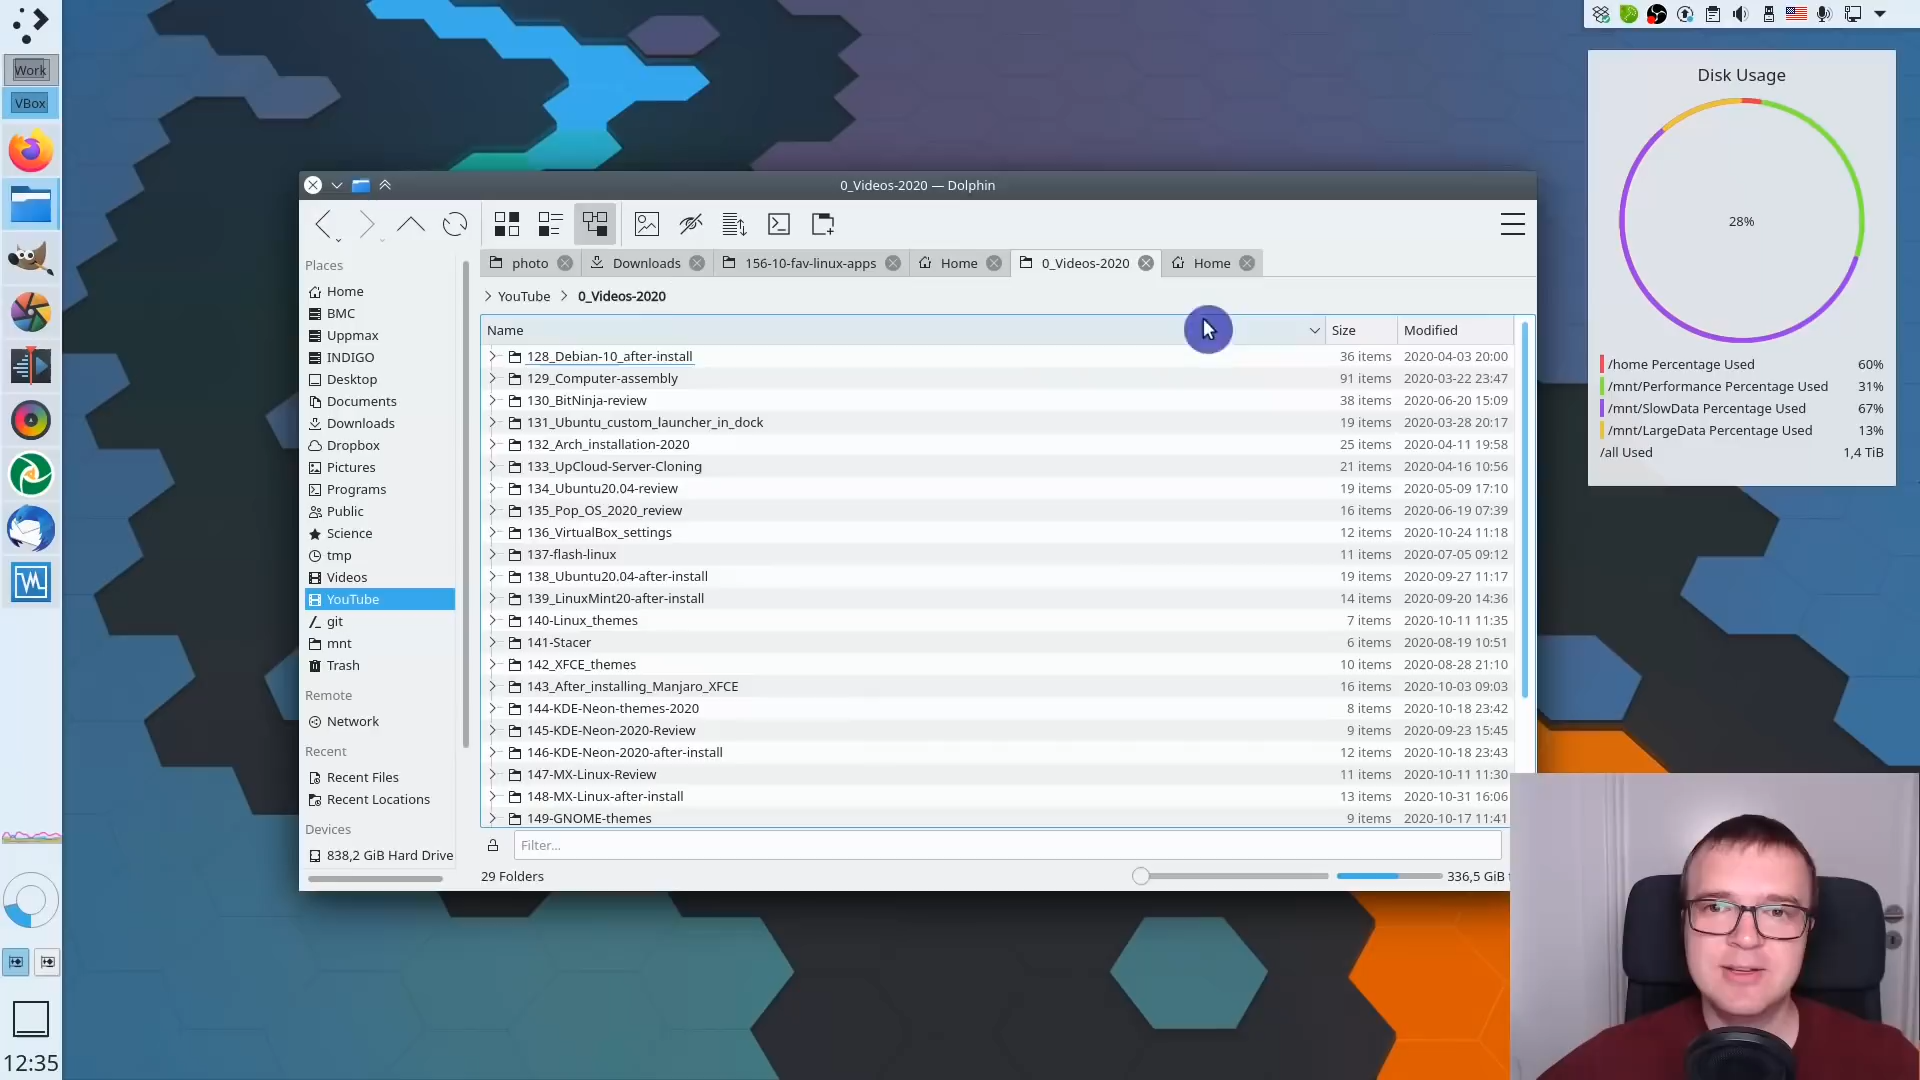 Work
VBox
12:35
Disk Usage
28%
/home Percentage Used 60%
/mnt/Performance Percentage Used 31%
/mnt/SlowData Percentage Used 67%
/mnt/LargeData Percentage Used 13%
/all Used 1,4 TiB
0_Videos-2020 — Dolphin
photo Downloads 156-10-fav-linux-apps Home 0_Videos-2020 Home
YouTube > 0_Videos-2020
Places
Home
BMC
Uppmax
INDIGO
Desktop
Documents
Downloads
Dropbox
Pictures
Programs
Public
Science
tmp
Videos
YouTube
git
mnt
Trash
Remote
Network
Recent
Recent Files
Recent Locations
Devices
838,2 GiB Hard Drive
Name Size Modified
128_Debian-10_after-install 36 items 2020-04-03 20:00
129_Computer-assembly 91 items 2020-03-22 23:47
130_BitNinja-review 38 items 2020-06-20 15:09
131_Ubuntu_custom_launcher_in_dock 19 items 2020-03-28 20:17
132_Arch_installation-2020 25 items 2020-04-11 19:58
133_UpCloud-Server-Cloning 21 items 2020-04-16 10:56
134_Ubuntu20.04-review 19 items 2020-05-09 17:10
135_Pop_OS_2020_review 16 items 2020-06-19 07:39
136_VirtualBox_settings 12 items 2020-10-24 11:18
137-flash-linux 11 items 2020-07-05 09:12
138_Ubuntu20.04-after-install 19 items 2020-09-27 11:17
139_LinuxMint20-after-install 14 items 2020-09-20 14:36
140-Linux_themes 7 items 2020-10-11 11:35
141-Stacer 6 items 2020-08-19 10:51
142_XFCE_themes 10 items 2020-08-28 21:10
143_After_installing_Manjaro_XFCE 16 items 2020-10-03 09:03
144-KDE-Neon-themes-2020 8 items 2020-10-18 23:42
145-KDE-Neon-2020-Review 9 items 2020-09-23 15:45
146-KDE-Neon-2020-after-install 12 items 2020-10-18 23:43
147-MX-Linux-Review 11 items 2020-10-11 11:30
148-MX-Linux-after-install 13 items 2020-10-31 16:06
149-GNOME-themes 9 items 2020-10-17 11:41
Filter...
29 Folders 336,5 GiB